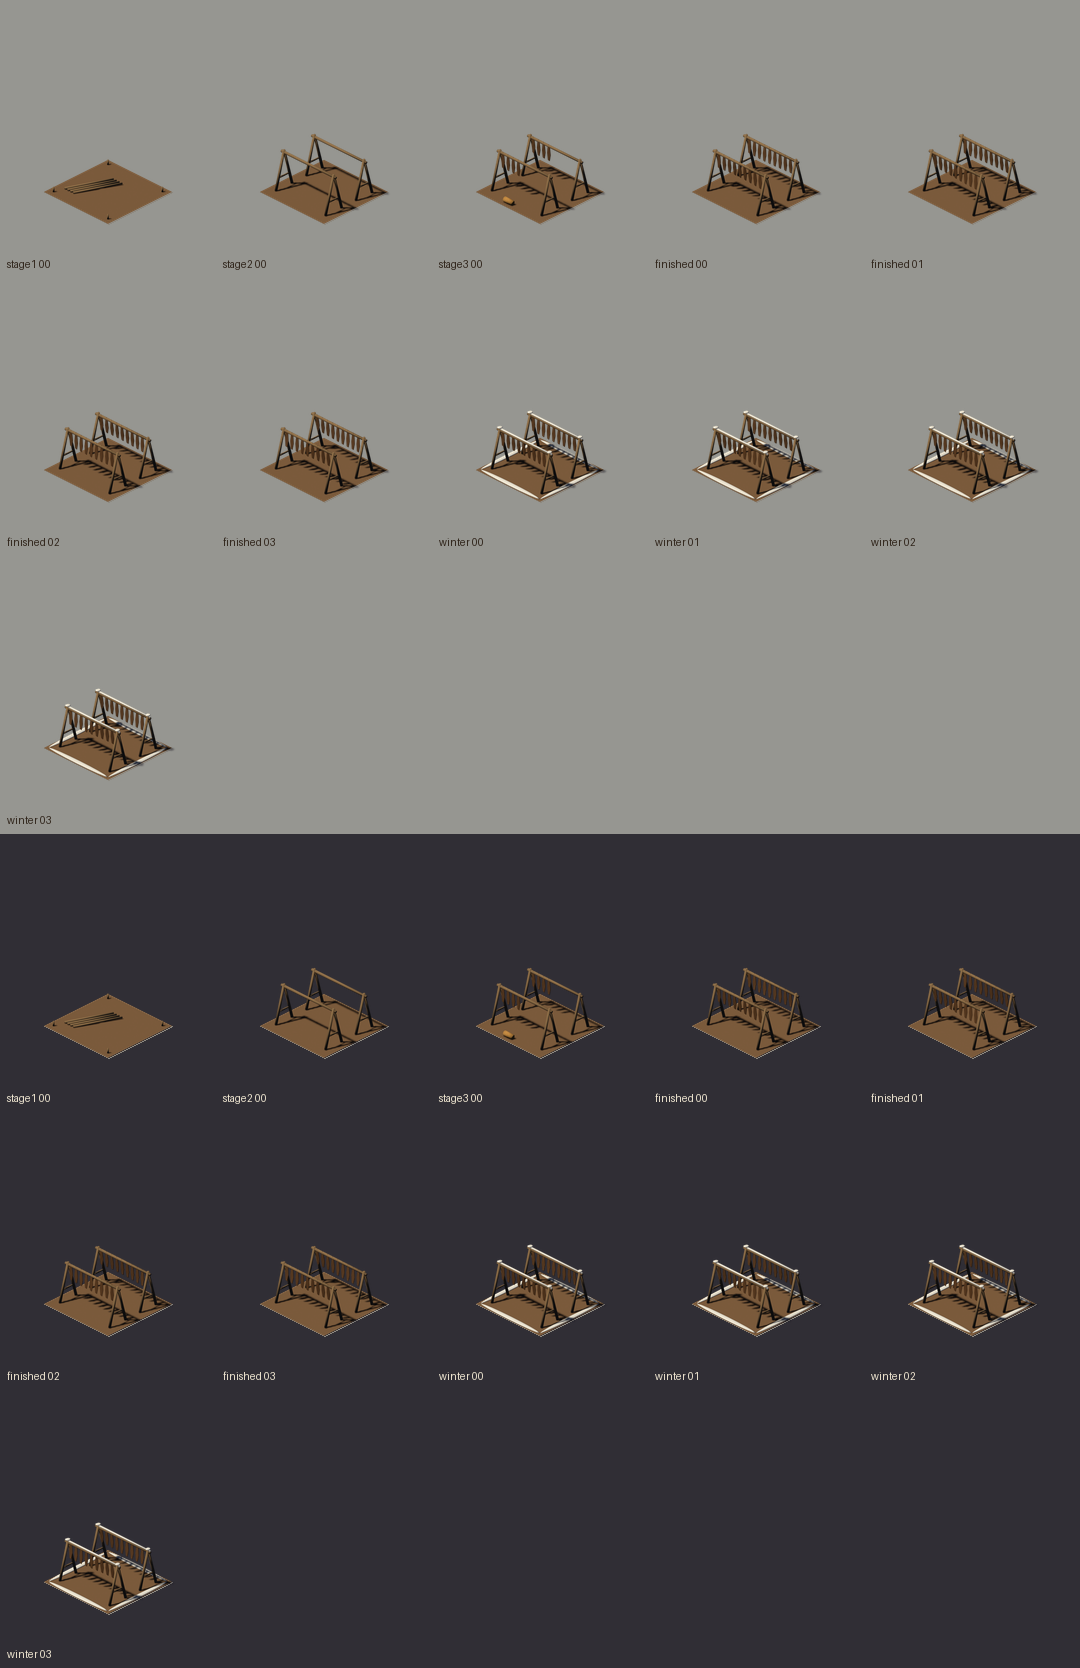 stage1 00
stage2 00
stage3 00
finished 00
finished 01
finished 02
finished 03
winter 00
winter 01
winter 02
winter 03
stage1 00
stage2 00
stage3 00
finished 00
finished 01
finished 02
finished 03
winter 00
winter 01
winter 02
winter 03